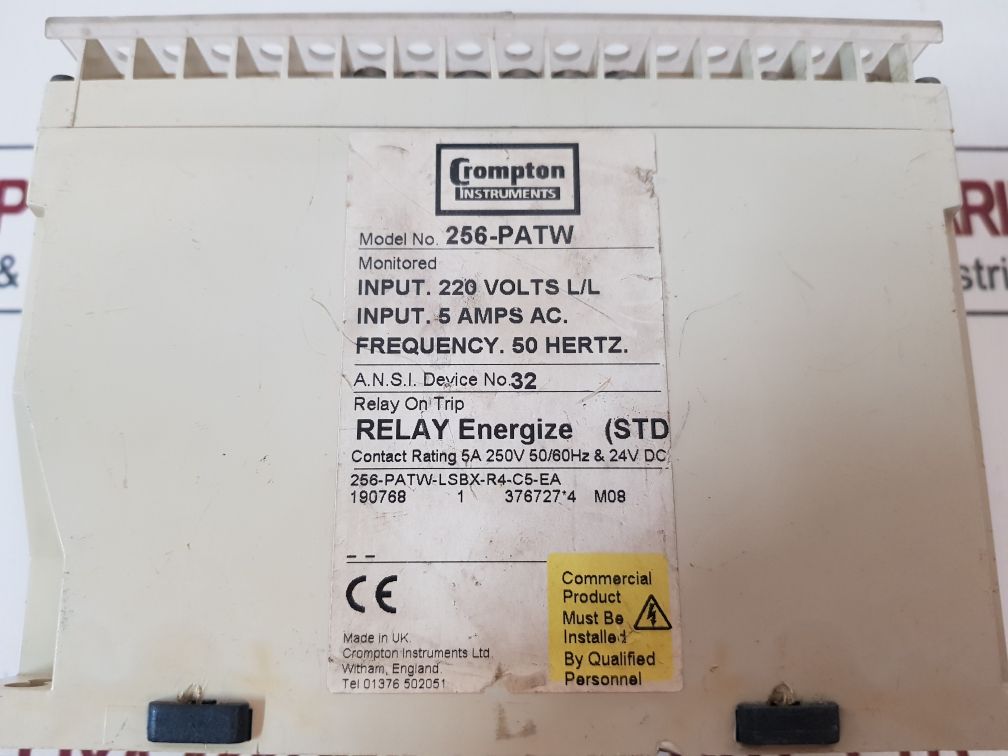 Crompton
INSTRUMENTS
Model No. 256-PATW
Monitored
INPUT. 220 VOLTS L/L
INPUT. 5 AMPS AC.
FREQUENCY. 50 HERTZ.
A.N.S.I. Device No.32
Relay On Trip
RELAY Energize (STD
Contact Rating 5A 250V 50/60Hz & 24V DC
256-PATW-LSBX-R4-C5-EA
190768 1 376727*4 M08
– –
CE
Made in UK.
Crompton Instruments Ltd.
Witham, England.
Tel 01376 502051
Commercial
Product
Must Be
Installed
By Qualified
Personnel
P
&
ARI
stri